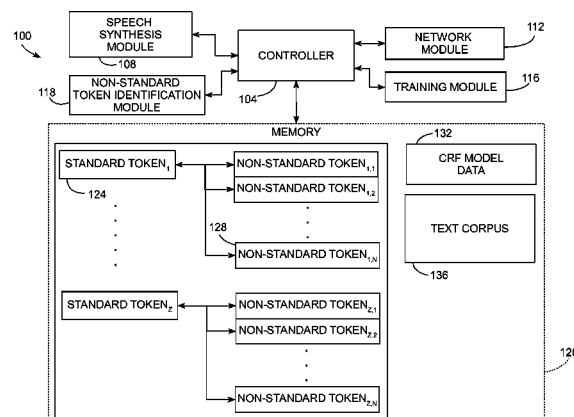 100
SPEECH
SYNTHESIS
MODULE
108
118
NON-STANDARD
TOKEN IDENTIFICATION
MODULE
CONTROLLER
104
NETWORK
MODULE
112
TRAINING MODULE
116
MEMORY
STANDARD TOKEN1
124
NON-STANDARD TOKEN1,1
NON-STANDARD TOKEN1,2
128
NON-STANDARD TOKEN1,N
STANDARD TOKENZ
NON-STANDARD TOKENZ,1
NON-STANDARD TOKENZ,2
NON-STANDARD TOKENZ,N
132
CRF MODEL
DATA
TEXT CORPUS
136
120